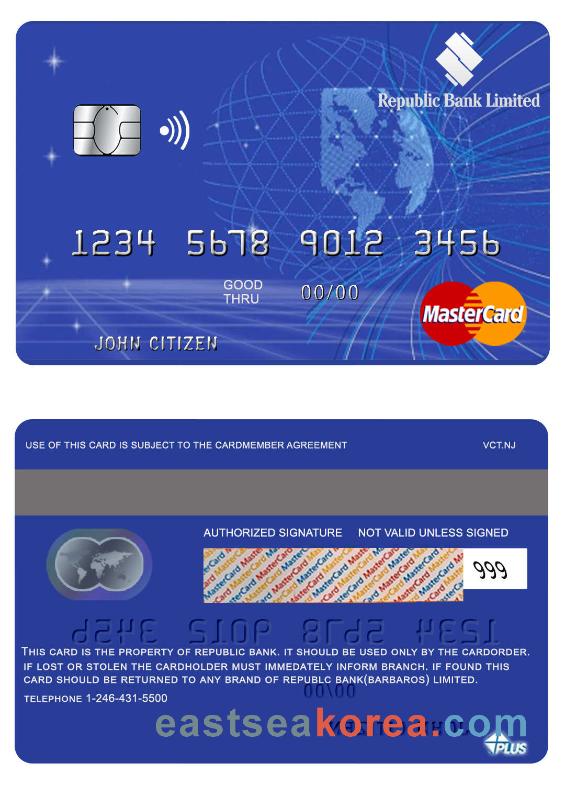 Republic Bank Limited
1234 5678 9012 3456
GOOD
THRU
00/00
MasterCard
JOHN CITIZEN
USE OF THIS CARD IS SUBJECT TO THE CARDMEMBER AGREEMENT VCT.NJ
AUTHORIZED SIGNATURE NOT VALID UNLESS SIGNED
MasterCard MasterCard MasterCard
999
THIS CARD IS THE PROPERTY OF REPUBLIC BANK. IT SHOULD BE USED ONLY BY THE CARDORDER.
IF LOST OR STOLEN THE CARDHOLDER MUST IMMEDATELY INFORM BRANCH. IF FOUND THIS
CARD SHOULD BE RETURNED TO ANY BRAND OF REPUBLC BANK(BARBAROS) LIMITED.
00/00
TELEPHONE 1-246-431-5500
eastseakorea.com
PLUS